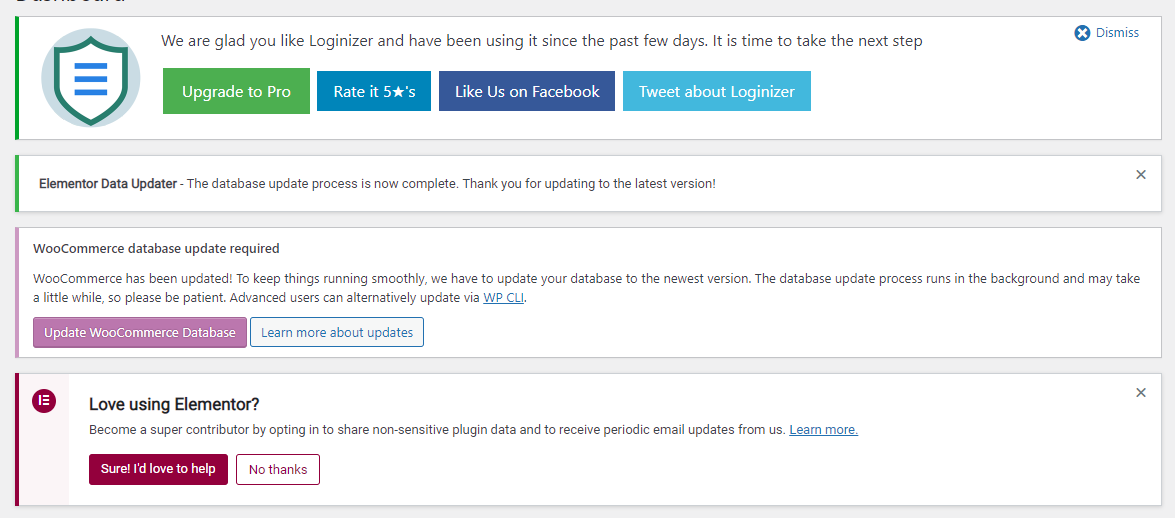 We are glad you like Loginizer and have been using it since the past few days. It is time to take the next step
Dismiss
Upgrade to Pro
Rate it 5★'s
Like Us on Facebook
Tweet about Loginizer
Elementor Data Updater - The database update process is now complete. Thank you for updating to the latest version!
WooCommerce database update required
WooCommerce has been updated! To keep things running smoothly, we have to update your database to the newest version. The database update process runs in the background and may take
a little while, so please be patient. Advanced users can alternatively update via WP CLI.
Update WooCommerce Database
Learn more about updates
Love using Elementor?
Become a super contributor by opting in to share non-sensitive plugin data and to receive periodic email updates from us. Learn more.
Sure! I'd love to help
No thanks